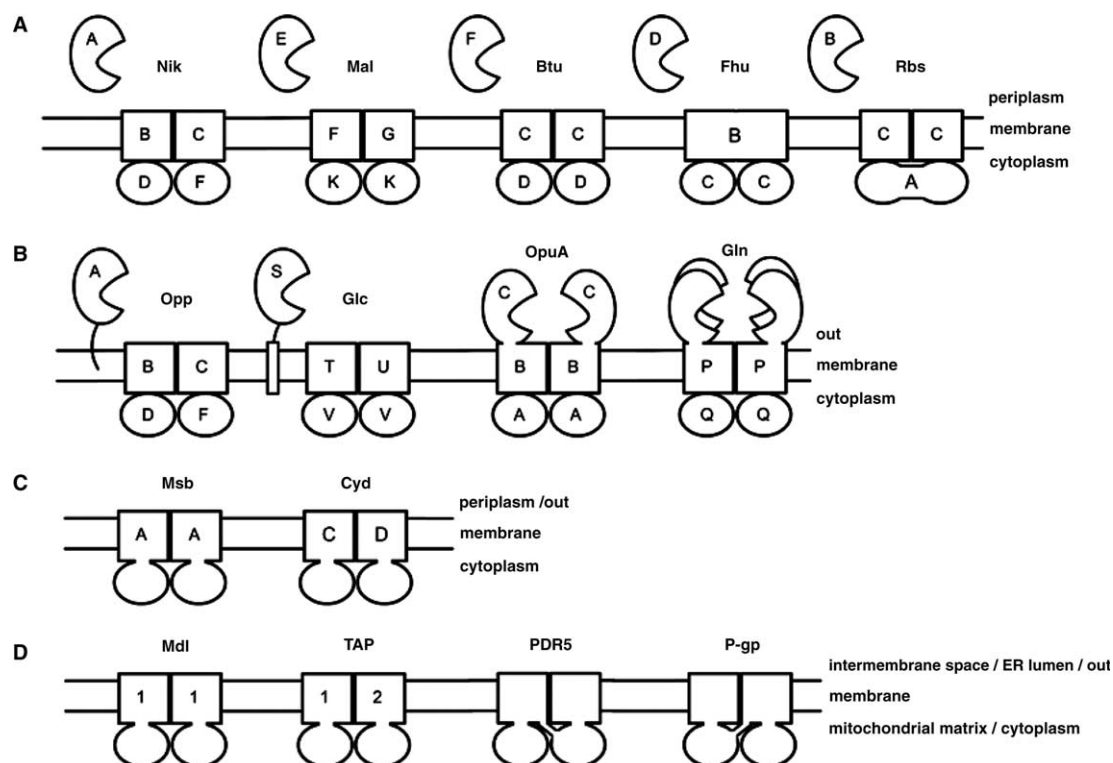 A
A E F D B
Nik Mal Btu Fhu Rbs
periplasm
B C F G C C B C C
membrane
cytoplasm
D F K K D D C C A
B
OpuA Gln
A S C C
Opp Glc
out
B C T U B B P P
membrane
cytoplasm
D F V V A A Q Q
C
Msb Cyd
periplasm /out
A A C D
membrane
cytoplasm
D
Mdl TAP PDR5 P-gp
intermembrane space / ER lumen / out
1 1 1 2
membrane
mitochondrial matrix / cytoplasm